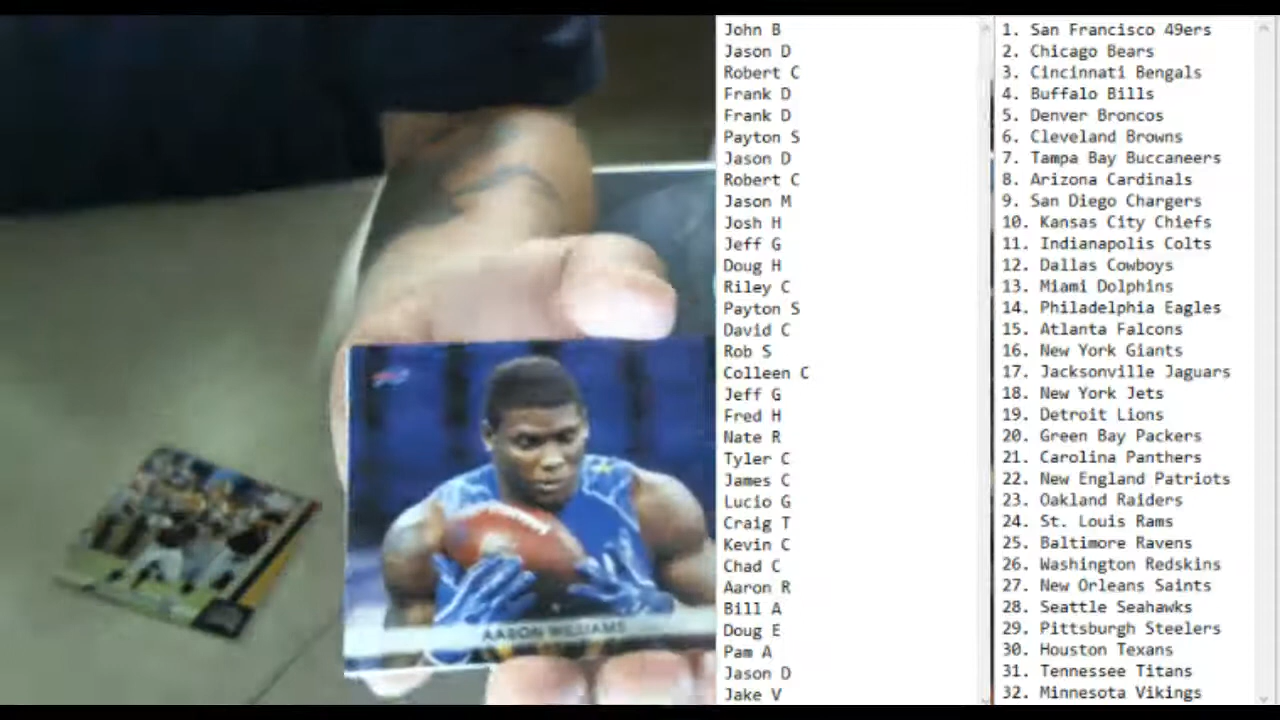 AARON WILLIAMS
John B
Jason D
Robert C
Frank D
Frank D
Payton S
Jason D
Robert C
Jason M
Josh H
Jeff G
Doug H
Riley C
Payton S
David C
Rob S
Colleen C
Jeff G
Fred H
Nate R
Tyler C
James C
Lucio G
Craig T
Kevin C
Chad C
Aaron R
Bill A
Doug E
Pam A
Jason D
Jake V
1. San Francisco 49ers
2. Chicago Bears
3. Cincinnati Bengals
4. Buffalo Bills
5. Denver Broncos
6. Cleveland Browns
7. Tampa Bay Buccaneers
8. Arizona Cardinals
9. San Diego Chargers
10. Kansas City Chiefs
11. Indianapolis Colts
12. Dallas Cowboys
13. Miami Dolphins
14. Philadelphia Eagles
15. Atlanta Falcons
16. New York Giants
17. Jacksonville Jaguars
18. New York Jets
19. Detroit Lions
20. Green Bay Packers
21. Carolina Panthers
22. New England Patriots
23. Oakland Raiders
24. St. Louis Rams
25. Baltimore Ravens
26. Washington Redskins
27. New Orleans Saints
28. Seattle Seahawks
29. Pittsburgh Steelers
30. Houston Texans
31. Tennessee Titans
32. Minnesota Vikings